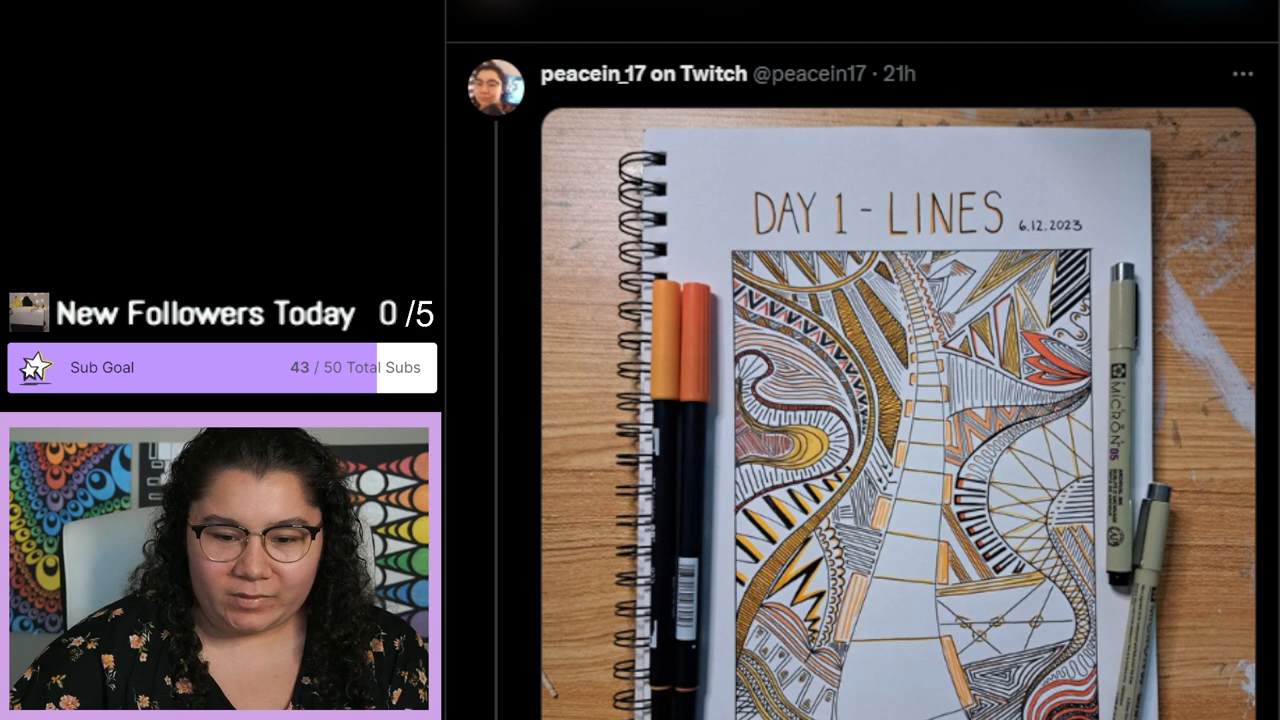 peacein_17 on Twitch @peacein17 · 21h
DAY 1 - LINES
6.12.2023
New Followers Today 0 /5
Sub Goal 43 / 50 Total Subs
MICRON 05